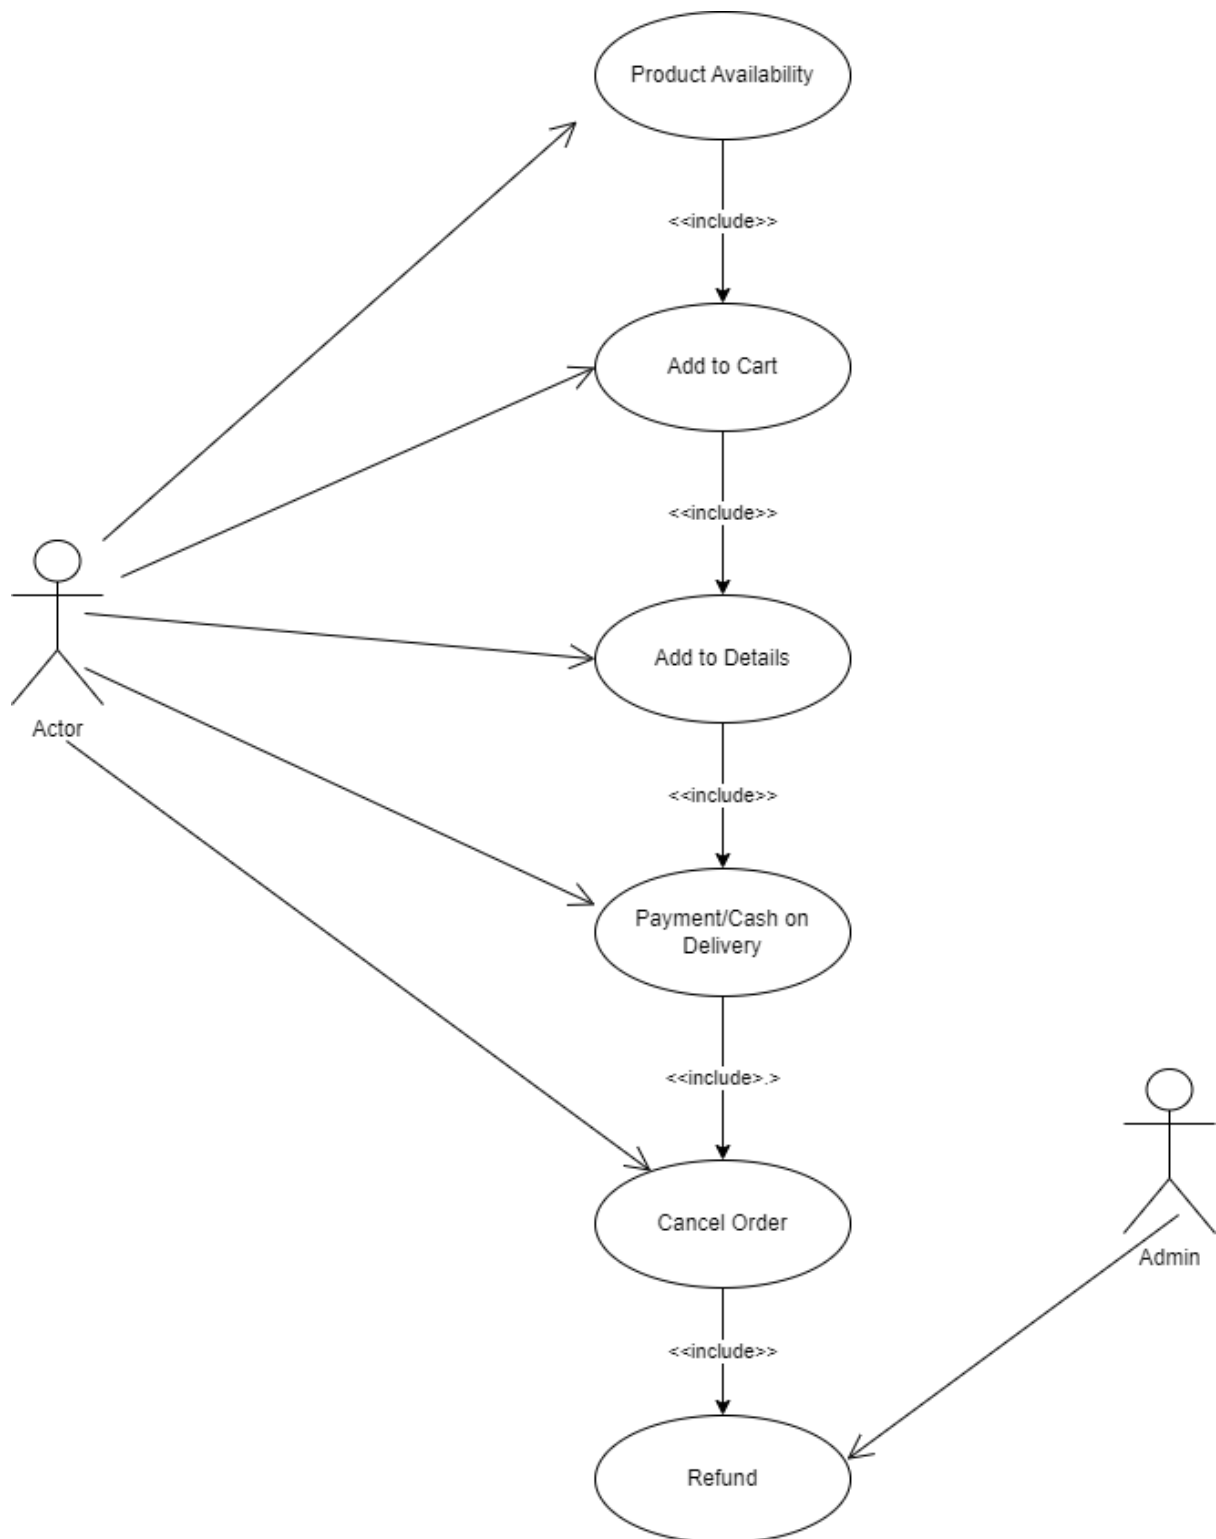 Product Availability
<<include>>
Add to Cart
<<include>>
Add to Details
Actor
<<include>>
Payment/Cash on
Delivery
<<include>.>
Cancel Order
Admin
<<include>>
Refund